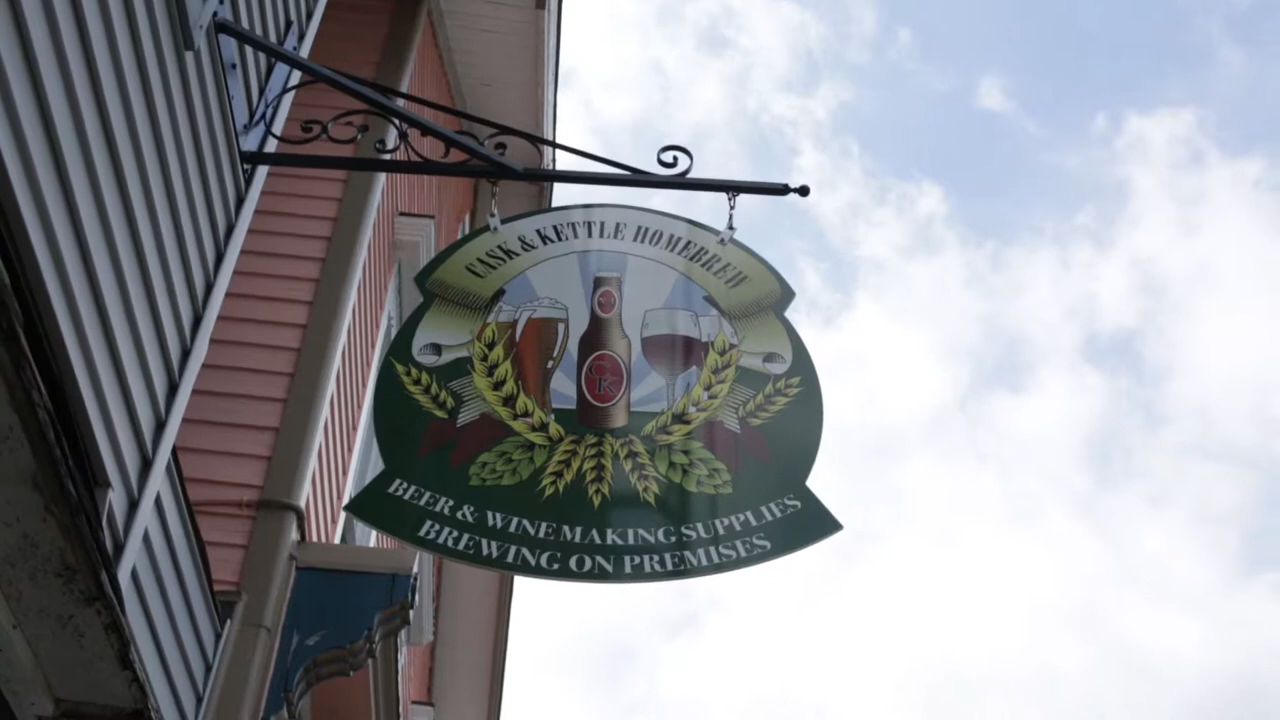 CASK & KETTLE HOMEBREW
CK
BEER & WINE MAKING SUPPLIES
BREWING ON PREMISES